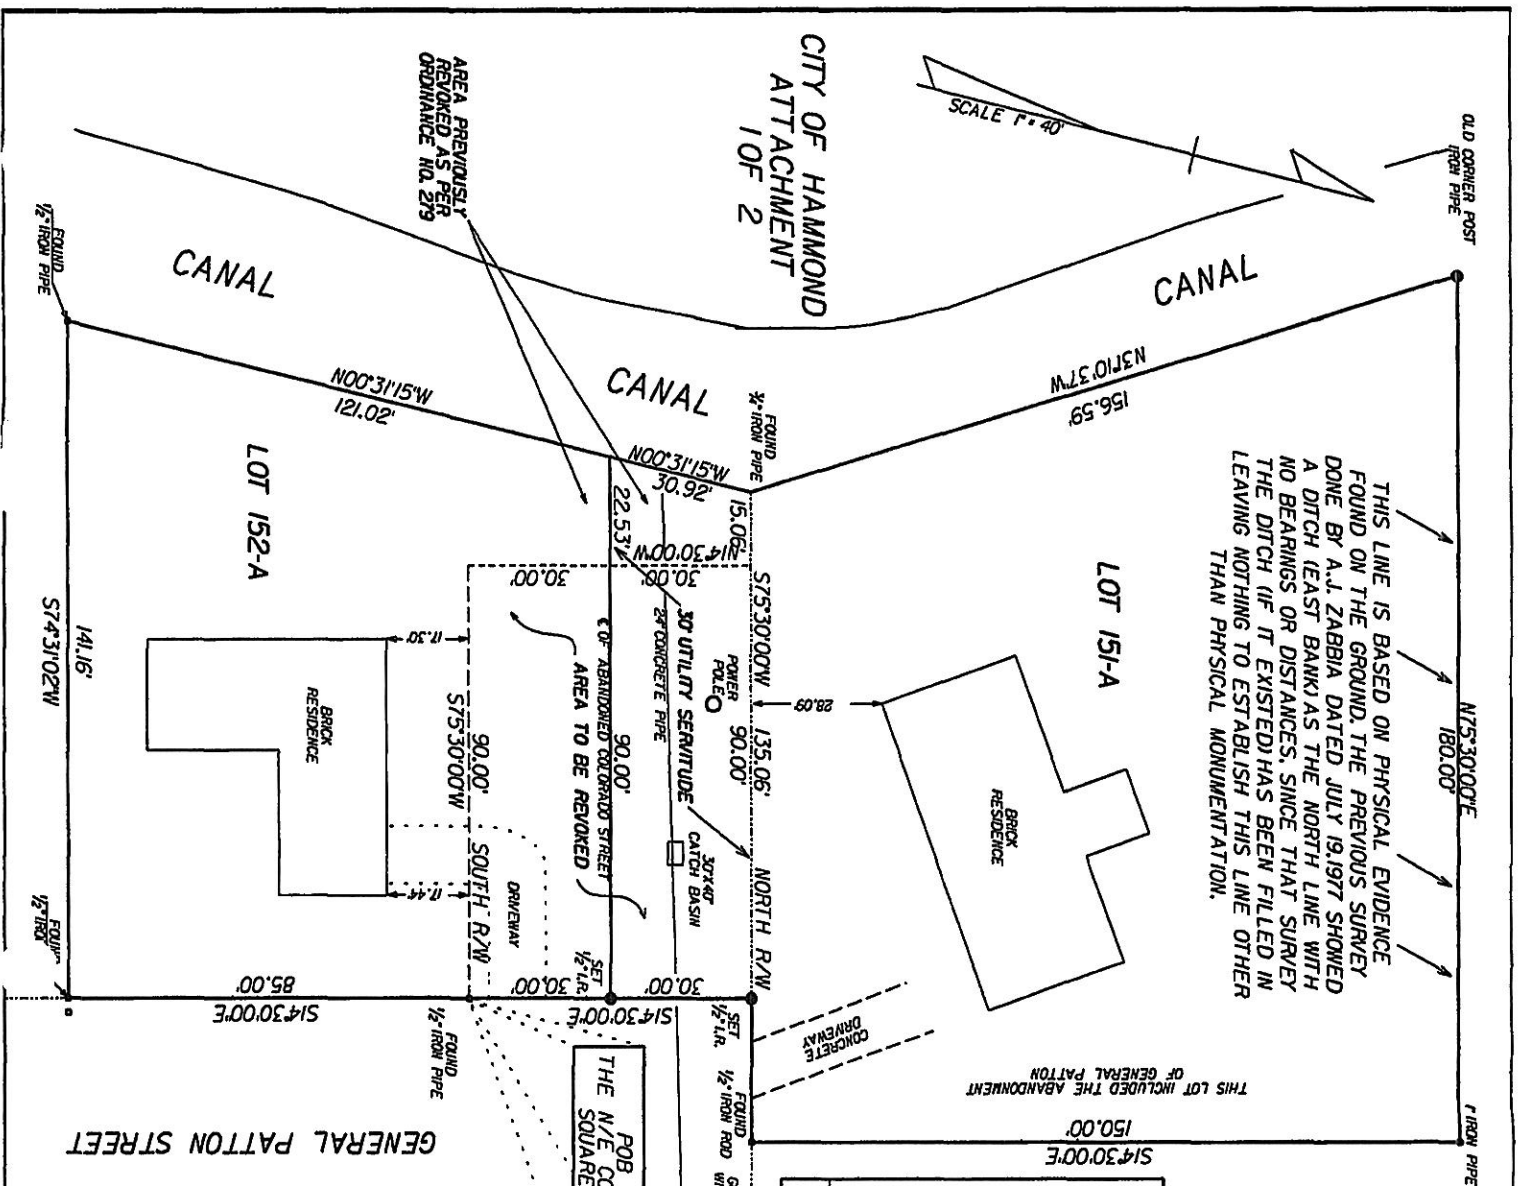 CITY OF HAMMOND
ATTACHMENT
1 OF 2
SCALE 1" = 40'
OLD CORNER POST
IRON PIPE
AREA PREVIOUSLY
REVOKED AS PER
ORDINANCE NO. 279
FOUND
½" IRON PIPE
CANAL
CANAL
CANAL
N00°31'15"W
121.02'
N00°31'15"W
30.92'
FOUND
¾" IRON PIPE
N31°10'37"W
156.59'
THIS LINE IS BASED ON PHYSICAL EVIDENCE
FOUND ON THE GROUND. THE PREVIOUS SURVEY
DONE BY A.J. ZABBIA DATED JULY 19, 1977 SHOWED
A DITCH (EAST BANK) AS THE NORTH LINE WITH
NO BEARINGS OR DISTANCES. SINCE THAT SURVEY
THE DITCH (IF IT EXISTED) HAS BEEN FILLED IN
LEAVING NOTHING TO ESTABLISH THIS LINE OTHER
THAN PHYSICAL MONUMENTATION.
N75°30'00"E
180.00'
LOT 152-A
LOT 151-A
22.53'
15.06'
N14°30'00"W
30.00'
30.00'
S75°30'00"W 135.06'
90.00'
NORTH R/W
30' UTILITY SERVITUDE
24" CONCRETE PIPE
POWER
POLE
28.09'
BRICK
RESIDENCE
℄ OF ABANDONED COLORADO STREET
90.00'
AREA TO BE REVOKED
30"X40"
CATCH BASIN
S74°31'02"W
141.16'
BRICK
RESIDENCE
17.30'
17.44'
90.00'
S75°30'00"W
SOUTH R/W
DRIVEWAY
SET
½" I.R.
SET
½" I.R.
85.00'
S14°30'00"E
30.00'
30.00'
S14°30'00"E
FOUND
½" IRON PIPE
½" IRO
CONCRETE
DRIVEWAY
THIS LOT INCLUDED THE ABANDONMENT
OF GENERAL PATTON
FOUND
½" IRON ROD
150.00'
S14°30'00"E
1" IRON PIPE
GENERAL PATTON STREET
POB
THE N/E CO
SQUARE